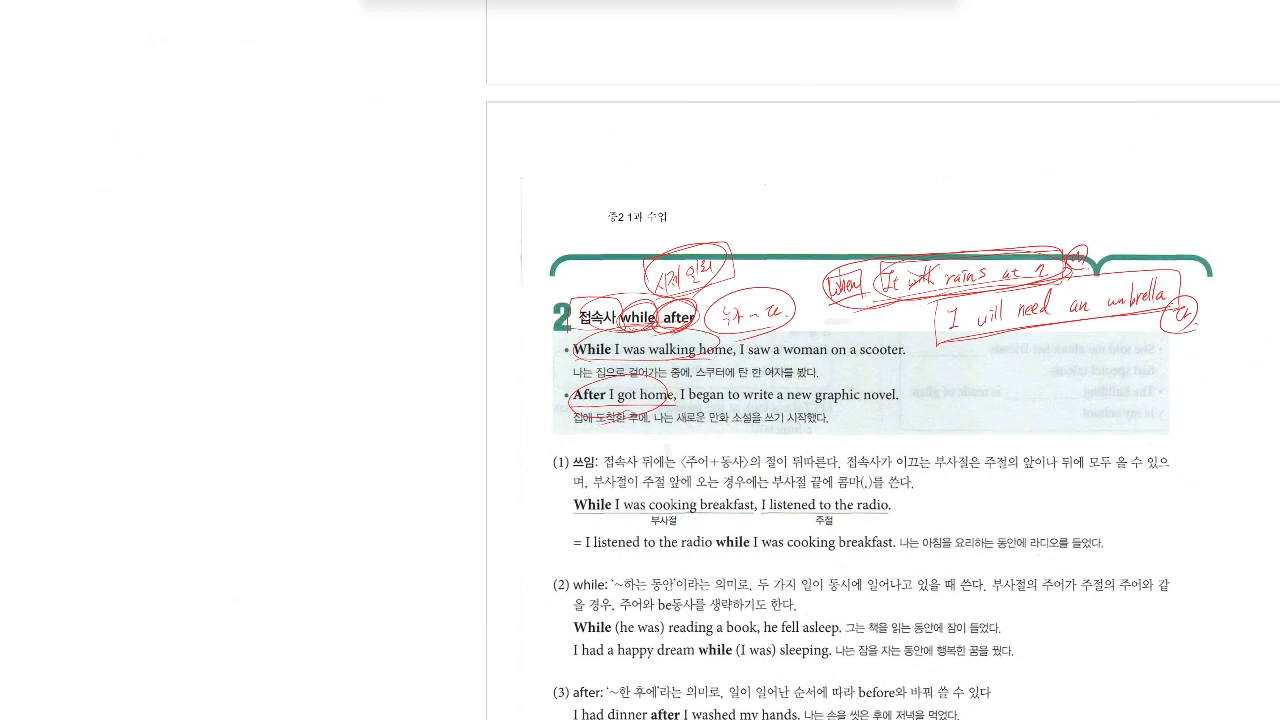 중2 1과 수업
시제 일치
When It will rains at 2
I will need an umbrella
2 접속사 while, after
While I was walking home, I saw a woman on a scooter.
나는 집으로 걸어가는 중에, 스쿠터에 탄 한 여자를 봤다.
After I got home, I began to write a new graphic novel.
집에 도착한 후에, 나는 새로운 만화 소설을 쓰기 시작했다.
(1) 쓰임: 접속사 뒤에는 〈주어+동사〉의 절이 뒤따른다. 접속사가 이끄는 부사절은 주절의 앞이나 뒤에 모두 올 수 있으
며, 부사절이 주절 앞에 오는 경우에는 부사절 끝에 콤마(,)를 쓴다.
While I was cooking breakfast, I listened to the radio.
부사절 주절
= I listened to the radio while I was cooking breakfast. 나는 아침을 요리하는 동안에 라디오를 들었다.
(2) while: '~하는 동안'이라는 의미로, 두 가지 일이 동시에 일어나고 있을 때 쓴다. 부사절의 주어가 주절의 주어와 같
을 경우, 주어와 be동사를 생략하기도 한다.
While (he was) reading a book, he fell asleep. 그는 책을 읽는 동안에 잠이 들었다.
I had a happy dream while (I was) sleeping. 나는 잠을 자는 동안에 행복한 꿈을 꿨다.
(3) after: '~한 후에'라는 의미로, 일이 일어난 순서에 따라 before와 바꿔 쓸 수 있다
I had dinner after I washed my hands. 나는 손을 씻은 후에 저녁을 먹었다.